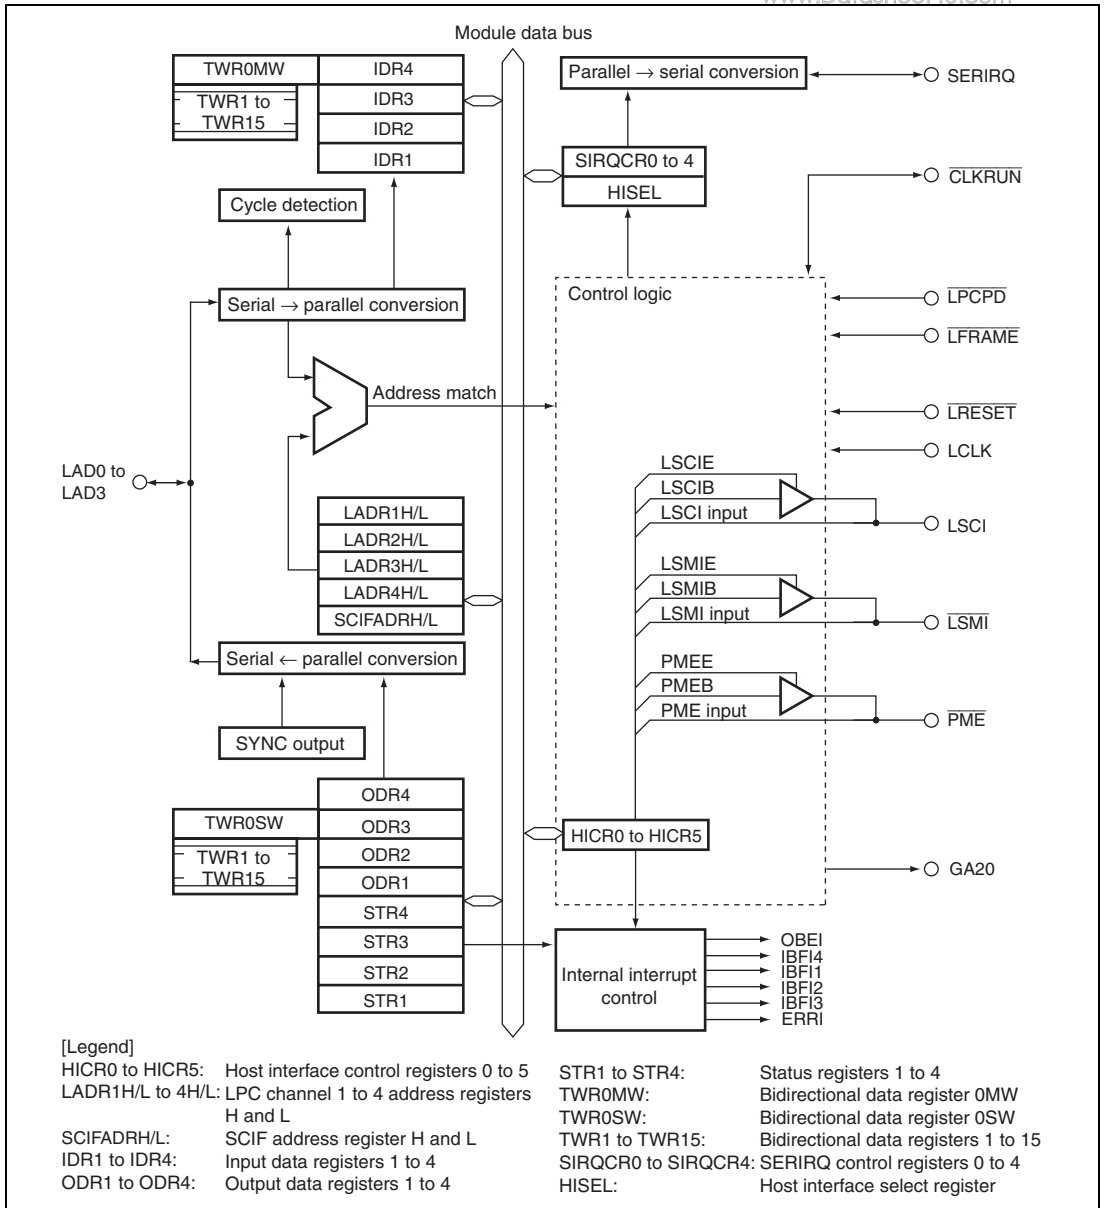 Module data bus
TWR0MW
IDR4
TWR1 to
TWR15
IDR3
IDR2
IDR1
Cycle detection
Serial → parallel conversion
Address match
LAD0 to
LAD3
LADR1H/L
LADR2H/L
LADR3H/L
LADR4H/L
SCIFADRH/L
Serial ← parallel conversion
SYNC output
ODR4
TWR0SW
ODR3
TWR1 to
TWR15
ODR2
ODR1
STR4
STR3
STR2
STR1
Parallel → serial conversion
SERIRQ
SIRQCR0 to 4
HISEL
CLKRUN
Control logic
LPCPD
LFRAME
LRESET
LCLK
LSCIE
LSCIB
LSCI input
LSCI
LSMIE
LSMIB
LSMI input
LSMI
PMEE
PMEB
PME input
PME
HICR0 to HICR5
GA20
Internal interrupt
control
OBEI
IBFI4
IBFI1
IBFI2
IBFI3
ERRI
[Legend]
HICR0 to HICR5: Host interface control registers 0 to 5
LADR1H/L to 4H/L: LPC channel 1 to 4 address registers
H and L
SCIFADRH/L: SCIF address register H and L
IDR1 to IDR4: Input data registers 1 to 4
ODR1 to ODR4: Output data registers 1 to 4
STR1 to STR4: Status registers 1 to 4
TWR0MW: Bidirectional data register 0MW
TWR0SW: Bidirectional data register 0SW
TWR1 to TWR15: Bidirectional data registers 1 to 15
SIRQCR0 to SIRQCR4: SERIRQ control registers 0 to 4
HISEL: Host interface select register